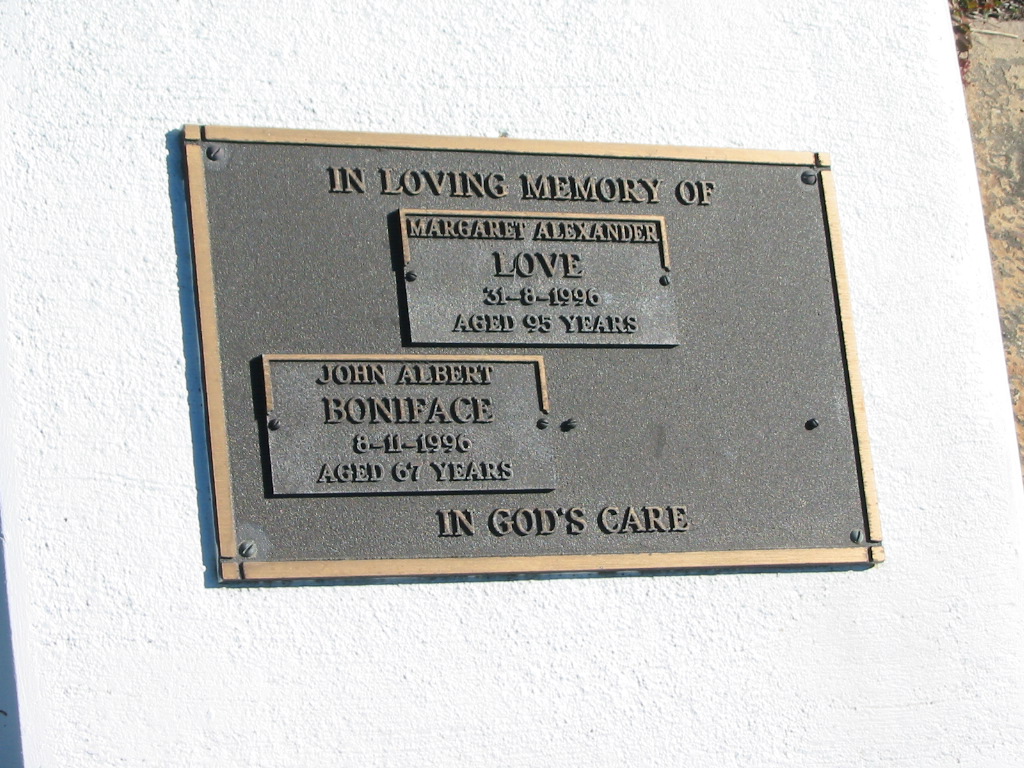 IN LOVING MEMORY OF
MARGARET ALEXANDER
LOVE
31-8-1996
AGED 95 YEARS
JOHN ALBERT
BONIFACE
8-11-1996
AGED 67 YEARS
IN GOD'S CARE